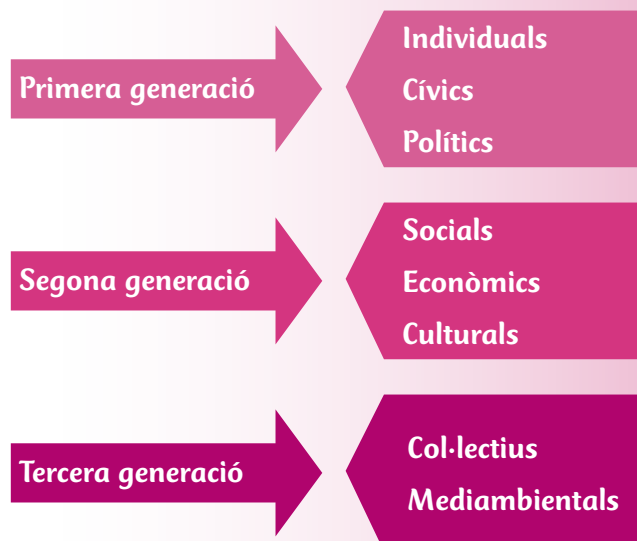 Primera generació
Individuals
Cívics
Polítics
Segona generació
Socials
Econòmics
Culturals
Tercera generació
Col·lectius
Mediambientals